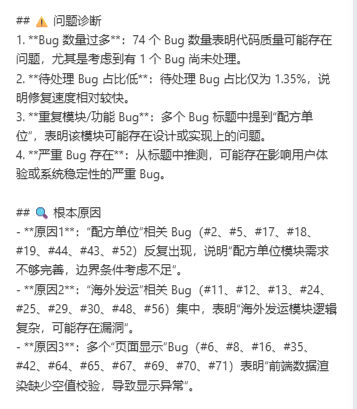 ## ⚠️ 问题诊断
1. **Bug 数量过多**：74 个 Bug 数量表明代码质量可能存在
问题，尤其是考虑到有 1 个 Bug 尚未处理。
2. **待处理 Bug 占比低**：待处理 Bug 占比仅为 1.35%，说
明修复速度相对较快。
3. **重复模块/功能 Bug**：多个 Bug 标题中提到“配方单
位”，表明该模块可能存在设计或实现上的问题。
4. **严重 Bug 存在**：从标题中推测，可能存在影响用户体
验或系统稳定性的严重 Bug。
## 🔍 根本原因
- **原因1**：“配方单位”相关 Bug（#2、#5、#17、#18、
#19、#44、#43、#52）反复出现，说明“配方单位模块需求
不够完善，边界条件考虑不足”。
- **原因2**：“海外发运”相关 Bug（#11、#12、#13、#24、
#25、#29、#30、#48、#56）集中，表明“海外发运模块逻辑
复杂，可能存在漏洞”。
- **原因3**：多个“页面显示”Bug（#6、#8、#16、#35、
#42、#64、#65、#67、#69、#70、#71）表明“前端数据渲
染缺少空值校验，导致显示异常”。